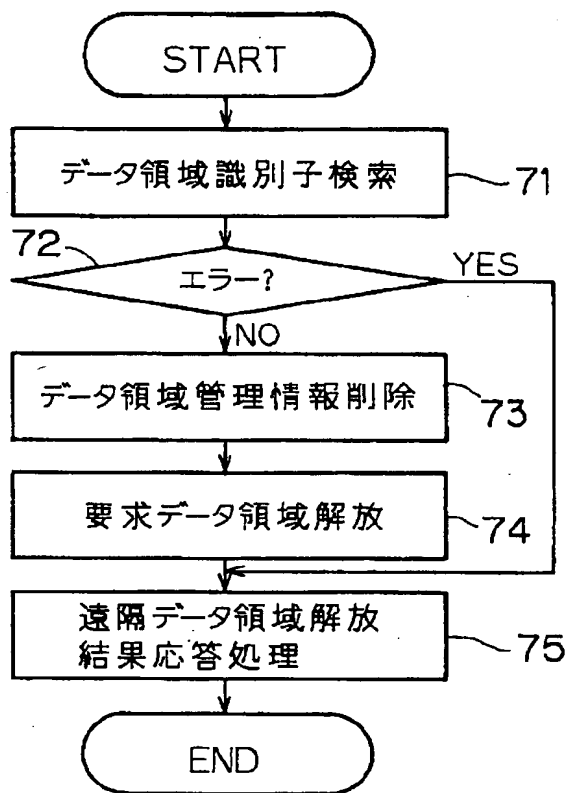 START
データ領域識別子検索
71
72
エラー?
YES
NO
データ領域管理情報削除
73
要求データ領域解放
74
遠隔データ領域解放
結果応答処理
75
END